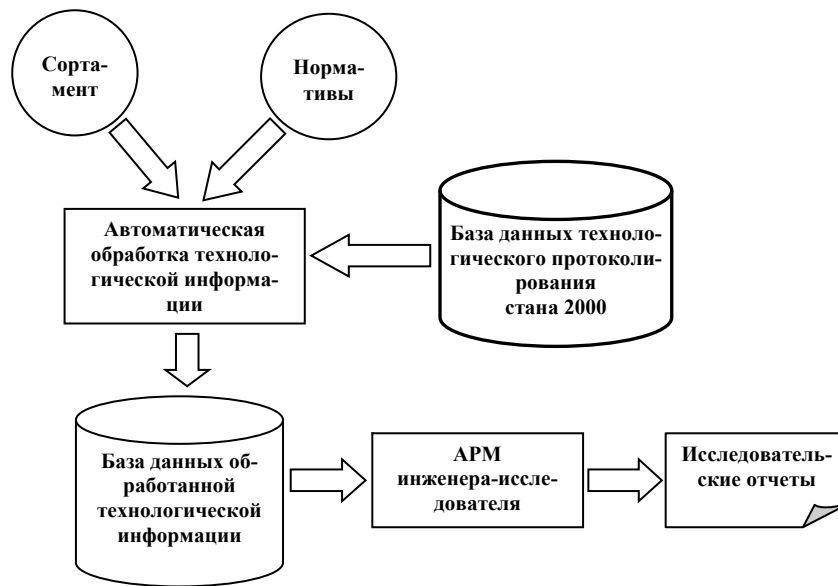 Сорта-
мент
Норма-
тивы
Автоматическая
обработка техноло-
гической информа-
ции
База данных техноло-
гического протоколи-
рования
стана 2000
База данных об-
работанной
технологической
информации
АРМ
инженера-иссле-
дователя
Исследователь-
ские отчеты